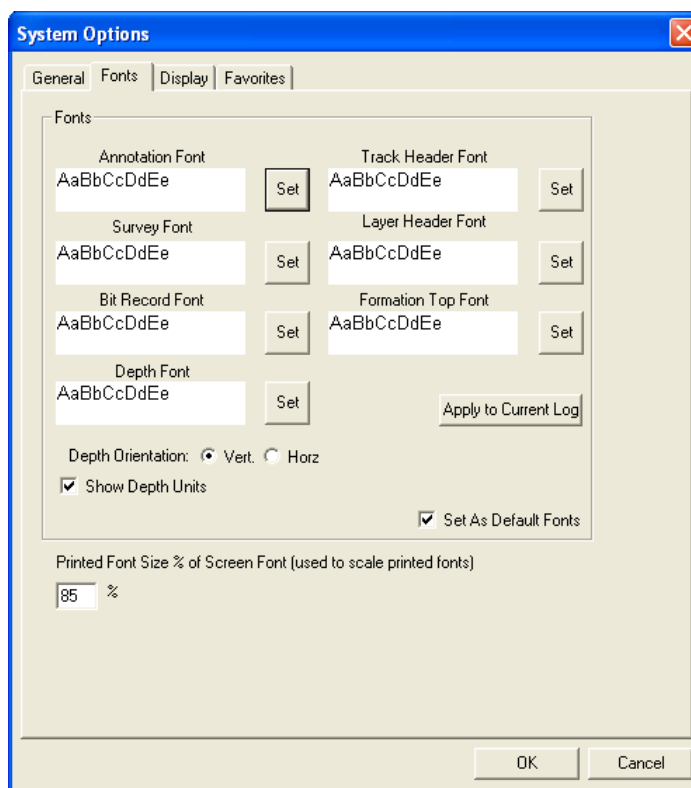 System Options
General Fonts Display Favorites
Fonts
Annotation Font Track Header Font
AaBbCcDdEe Set AaBbCcDdEe Set
Survey Font Layer Header Font
AaBbCcDdEe Set AaBbCcDdEe Set
Bit Record Font Formation Top Font
AaBbCcDdEe Set AaBbCcDdEe Set
Depth Font
AaBbCcDdEe Set Apply to Current Log
Depth Orientation: Vert. Horz
Show Depth Units
Set As Default Fonts
Printed Font Size % of Screen Font (used to scale printed fonts)
85 %
OK Cancel